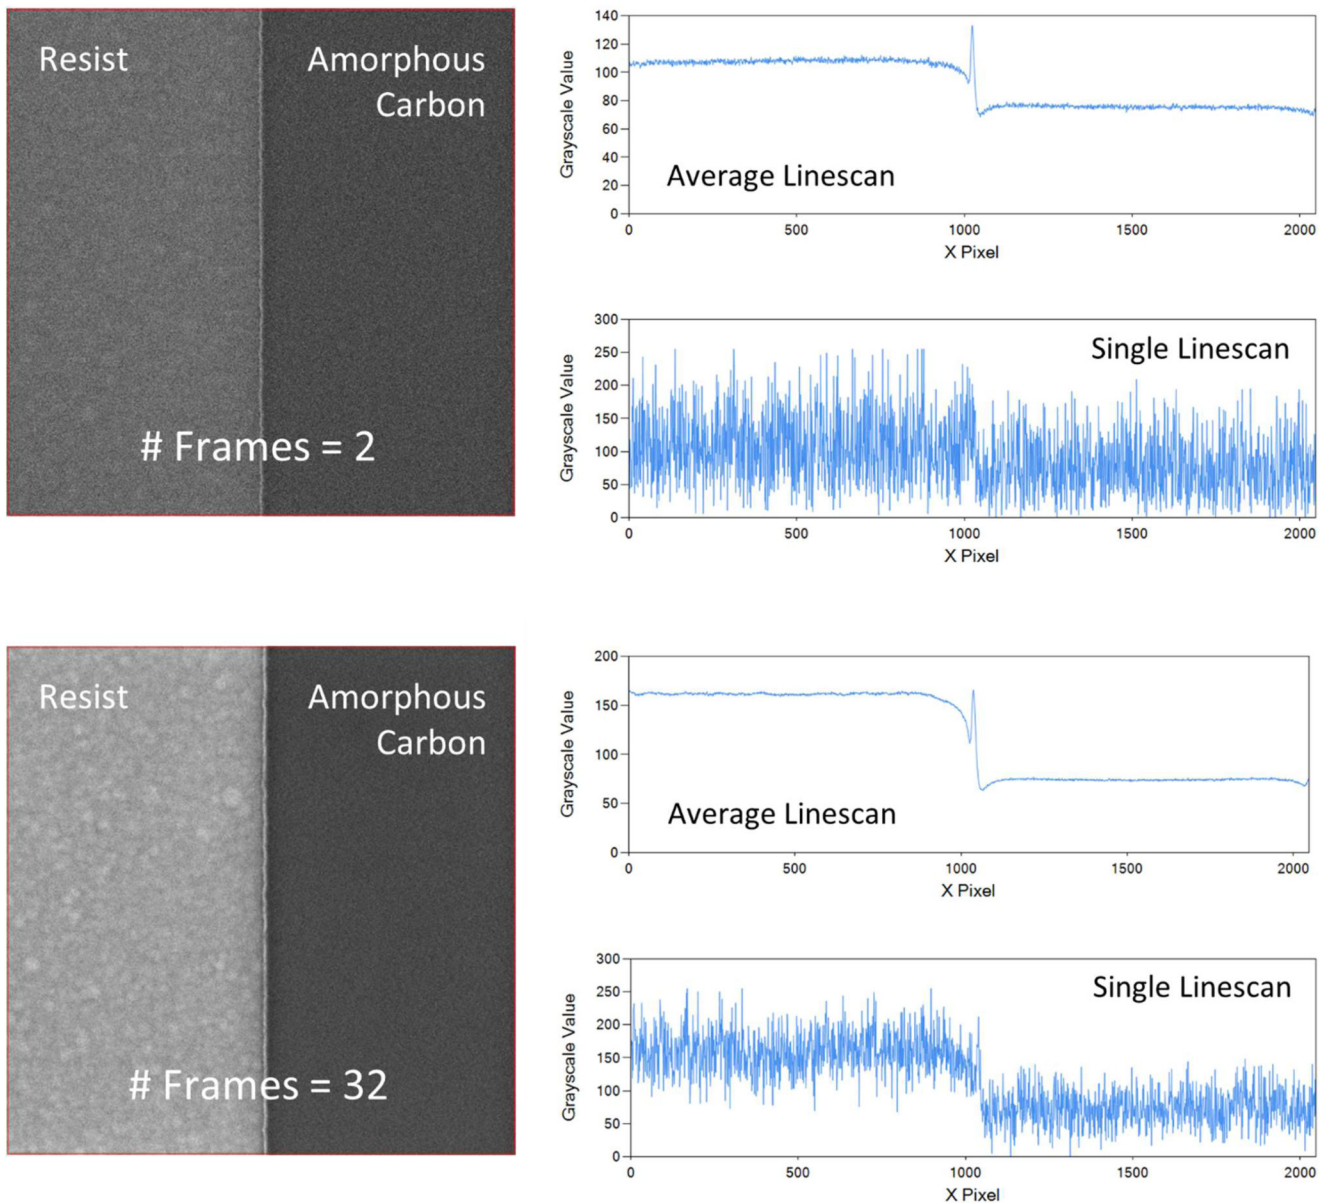 Resist
Amorphous
Carbon
# Frames = 2
140
120
100
80
60
40
20
0
Grayscale Value
Average Linescan
0 500 1000 1500 2000
X Pixel
300
250
200
150
100
50
0
Grayscale Value
Single Linescan
0 500 1000 1500 2000
X Pixel
Resist
Amorphous
Carbon
# Frames = 32
200
150
100
50
0
Grayscale Value
Average Linescan
0 500 1000 1500 2000
X Pixel
300
250
200
150
100
50
0
Grayscale Value
Single Linescan
0 500 1000 1500 2000
X Pixel